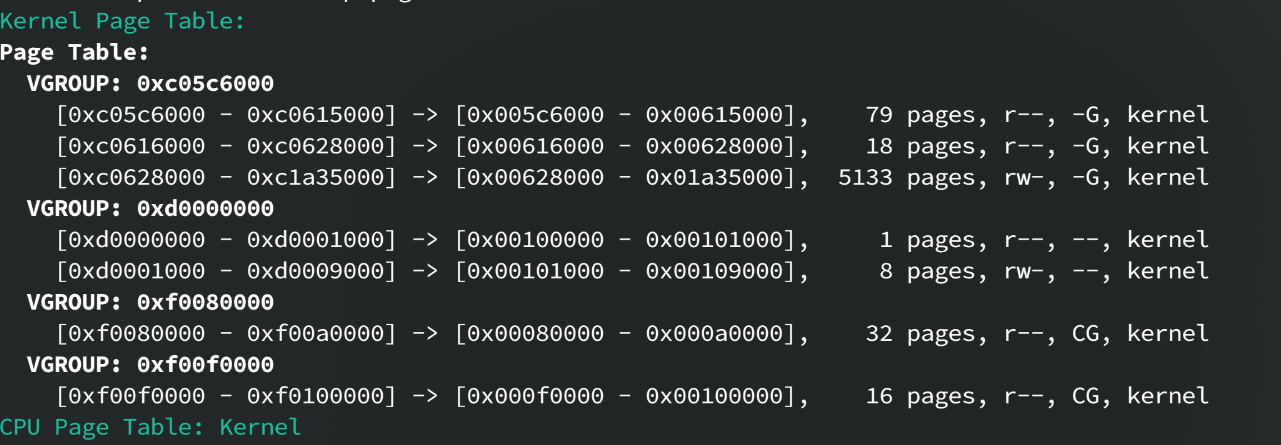 Kernel Page Table:
Page Table:
  VGROUP: 0xc05c6000
    [0xc05c6000 - 0xc0615000] -> [0x005c6000 - 0x00615000],    79 pages, r--, -G, kernel
    [0xc0616000 - 0xc0628000] -> [0x00616000 - 0x00628000],    18 pages, r--, -G, kernel
    [0xc0628000 - 0xc1a35000] -> [0x00628000 - 0x01a35000],  5133 pages, rw-, -G, kernel
  VGROUP: 0xd0000000
    [0xd0000000 - 0xd0001000] -> [0x00100000 - 0x00101000],     1 pages, r--, --, kernel
    [0xd0001000 - 0xd0009000] -> [0x00101000 - 0x00109000],     8 pages, rw-, --, kernel
  VGROUP: 0xf0080000
    [0xf0080000 - 0xf00a0000] -> [0x00080000 - 0x000a0000],    32 pages, r--, CG, kernel
  VGROUP: 0xf00f0000
    [0xf00f0000 - 0xf0100000] -> [0x000f0000 - 0x00100000],    16 pages, r--, CG, kernel
CPU Page Table: Kernel